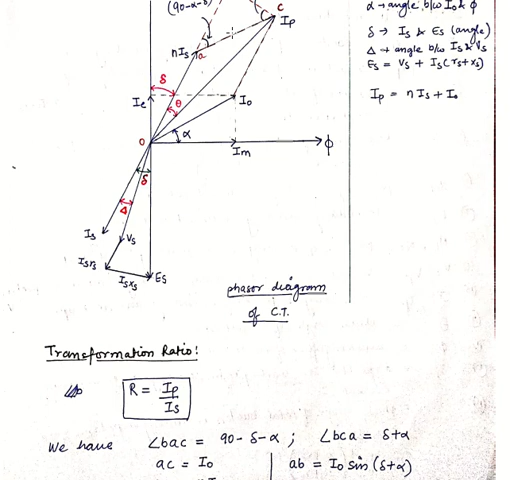 (90-α-δ)
C
Ip
nIs
a
δ
Ie
θ
Io
O
α
Im
ϕ
δ
Δ
Is
Vs
Isrs
Isxs
Es
α → angle b/w Io & ϕ
δ → Is & Es (angle)
Δ → angle b/w Is & Vs
Es = Vs + Is(rs+xs)
Ip = nIs + Io
phasor diagram
of C.T.
Transformation Ratio:
R = Ip/Is
We have ∠bac = 90-δ-α ; ∠bca = δ+α
ac = Io | ab = Io sin(δ+α)